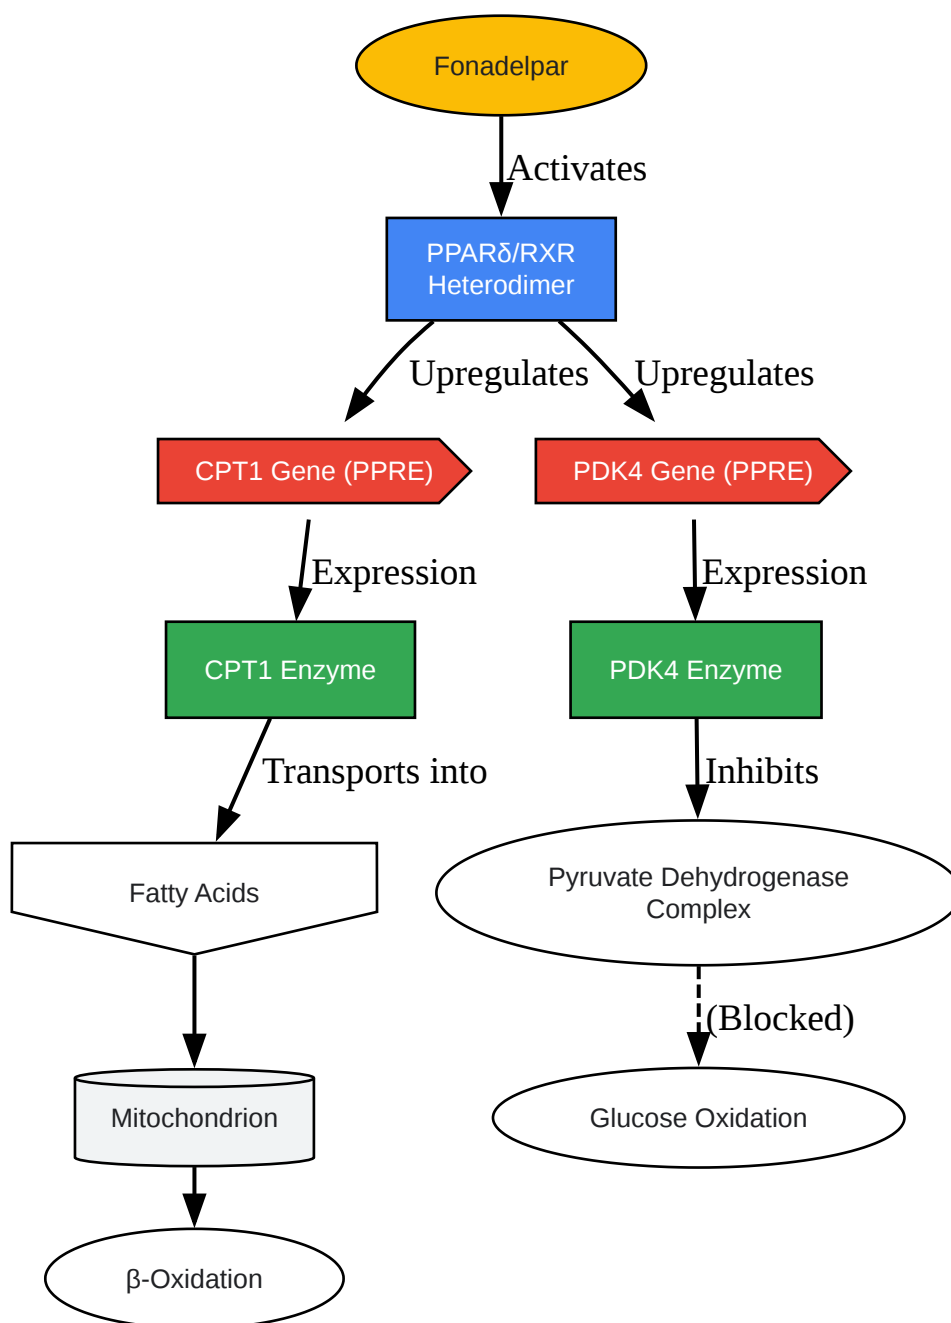 Fonadelpar
Activates
PPARδ/RXR
Heterodimer
Upregulates
Upregulates
CPT1 Gene (PPRE)
PDK4 Gene (PPRE)
Expression
Expression
CPT1 Enzyme
PDK4 Enzyme
Transports into
Inhibits
Fatty Acids
Pyruvate Dehydrogenase
Complex
(Blocked)
Mitochondrion
Glucose Oxidation
β-Oxidation